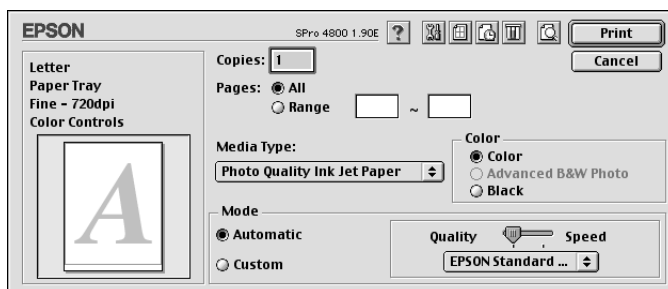 EPSON
SPro 4800 1.90E
?
Print
Cancel
Letter
Paper Tray
Fine - 720dpi
Color Controls
A
Copies: 1
Pages: All
Range ~
Media Type:
Photo Quality Ink Jet Paper
Color
Color
Advanced B&W Photo
Black
Mode
Automatic
Custom
Quality Speed
EPSON Standard ...